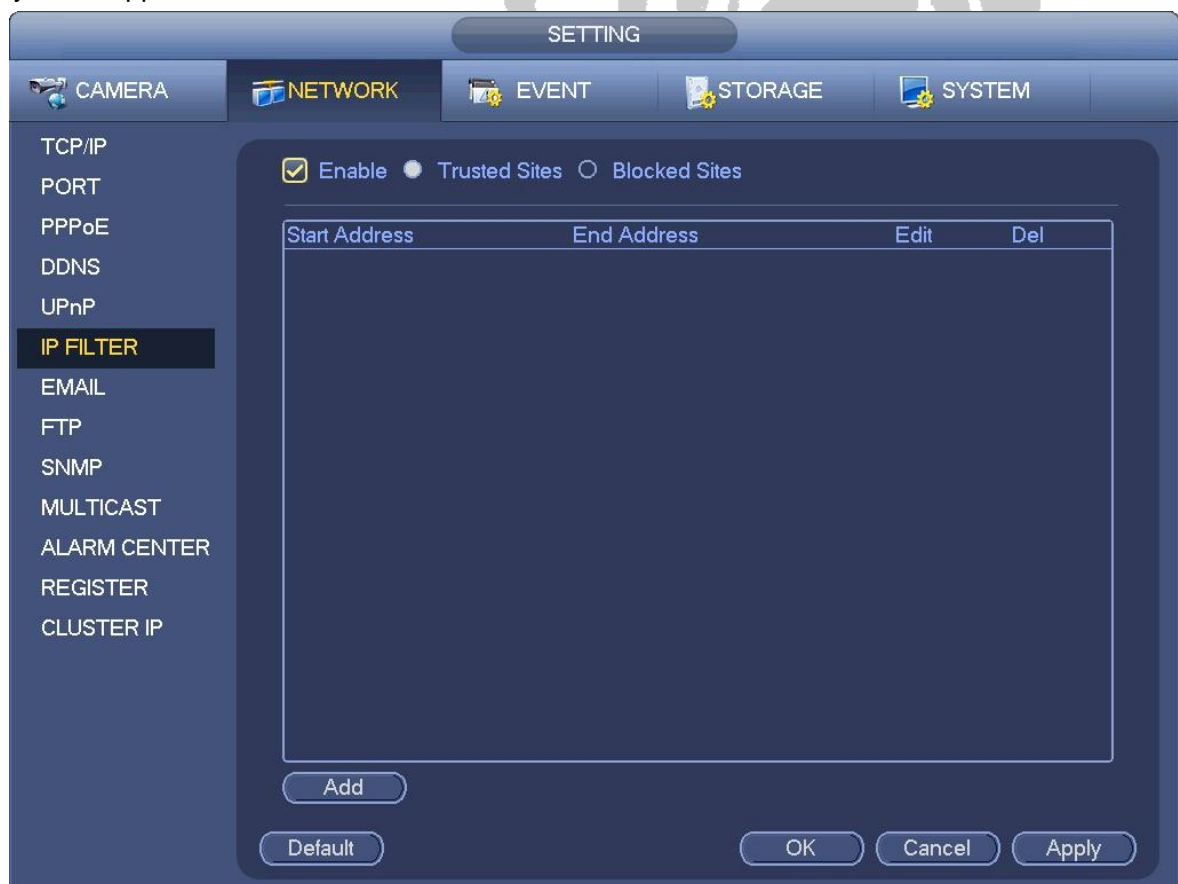 SETTING
CAMERA NETWORK EVENT STORAGE SYSTEM
TCP/IP
PORT
PPPoE
DDNS
UPnP
IP FILTER
EMAIL
FTP
SNMP
MULTICAST
ALARM CENTER
REGISTER
CLUSTER IP
Enable Trusted Sites Blocked Sites
Start Address End Address Edit Del
Add
Default OK Cancel Apply